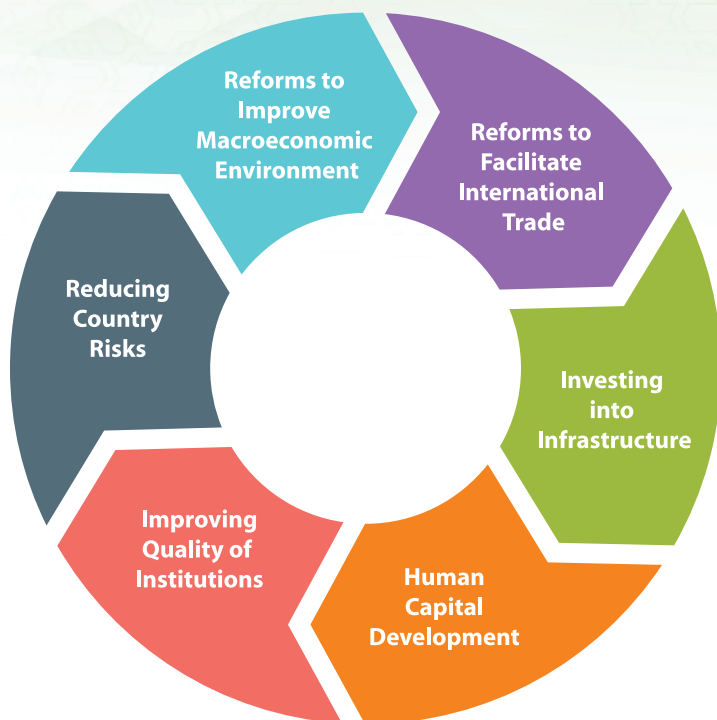 Reforms to
Improve
Macroeconomic
Environment
Reforms to
Facilitate
International
Trade
Investing
into
Infrastructure
Human
Capital
Development
Improving
Quality of
Institutions
Reducing
Country
Risks